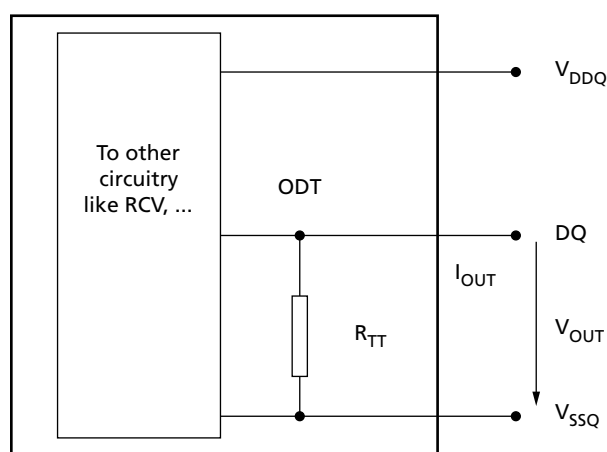 V_DDQ
To other
circuitry
like RCV, ...
ODT
DQ
I_OUT
R_TT
V_OUT
V_SSQ